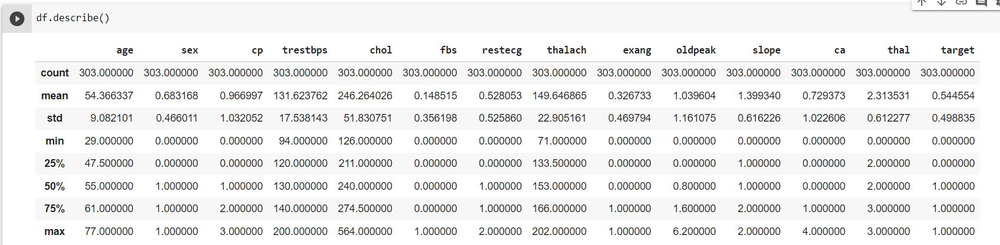 df.describe()
age sex cp trestbps chol fbs restecg thalach exang oldpeak slope ca thal target
count 303.000000 303.000000 303.000000 303.000000 303.000000 303.000000 303.000000 303.000000 303.000000 303.000000 303.000000 303.000000 303.000000 303.000000
mean 54.366337 0.683168 0.966997 131.623762 246.264026 0.148515 0.528053 149.646865 0.326733 1.039604 1.399340 0.729373 2.313531 0.544554
std 9.082101 0.466011 1.032052 17.538143 51.830751 0.356198 0.525860 22.905161 0.469794 1.161075 0.616226 1.022606 0.612277 0.498835
min 29.000000 0.000000 0.000000 94.000000 126.000000 0.000000 0.000000 71.000000 0.000000 0.000000 0.000000 0.000000 0.000000 0.000000
25% 47.500000 0.000000 0.000000 120.000000 211.000000 0.000000 0.000000 133.500000 0.000000 0.000000 1.000000 0.000000 2.000000 0.000000
50% 55.000000 1.000000 1.000000 130.000000 240.000000 0.000000 1.000000 153.000000 0.000000 0.800000 1.000000 0.000000 2.000000 1.000000
75% 61.000000 1.000000 2.000000 140.000000 274.500000 0.000000 1.000000 166.000000 1.000000 1.600000 2.000000 1.000000 3.000000 1.000000
max 77.000000 1.000000 3.000000 200.000000 564.000000 1.000000 2.000000 202.000000 1.000000 6.200000 2.000000 4.000000 3.000000 1.000000